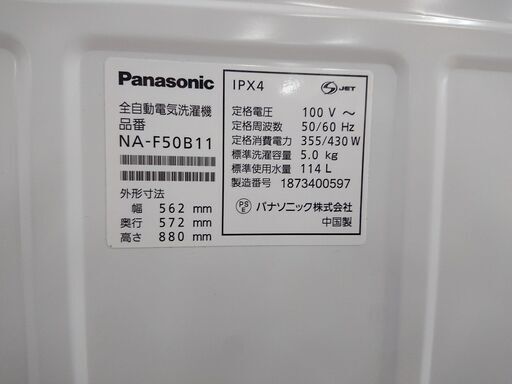 Panasonic
全自動電気洗濯機
品番
NA-F50B11
外形寸法
幅 562 mm
奥行 572 mm
高さ 880 mm
IPX4
S JET
定格電圧 100 V ～
定格周波数 50/60 Hz
定格消費電力 355/430 W
標準洗濯容量 5.0 kg
標準使用水量 114 L
製造番号 1873400597
PS E パナソニック株式会社
中国製